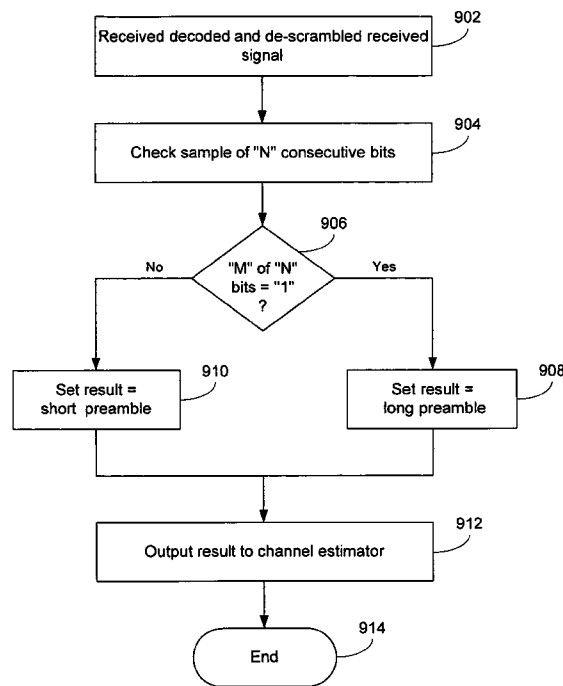 902
Received decoded and de-scrambled received
signal
904
Check sample of "N" consecutive bits
906
"M" of "N"
bits = "1"
?
No
Yes
910
Set result =
short preamble
908
Set result =
long preamble
912
Output result to channel estimator
914
End